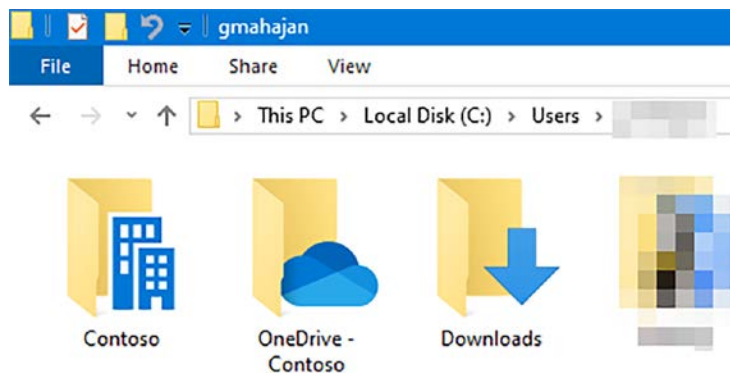 gmahajan
File Home Share View
This PC > Local Disk (C:) > Users >
Contoso
OneDrive -
Contoso
Downloads